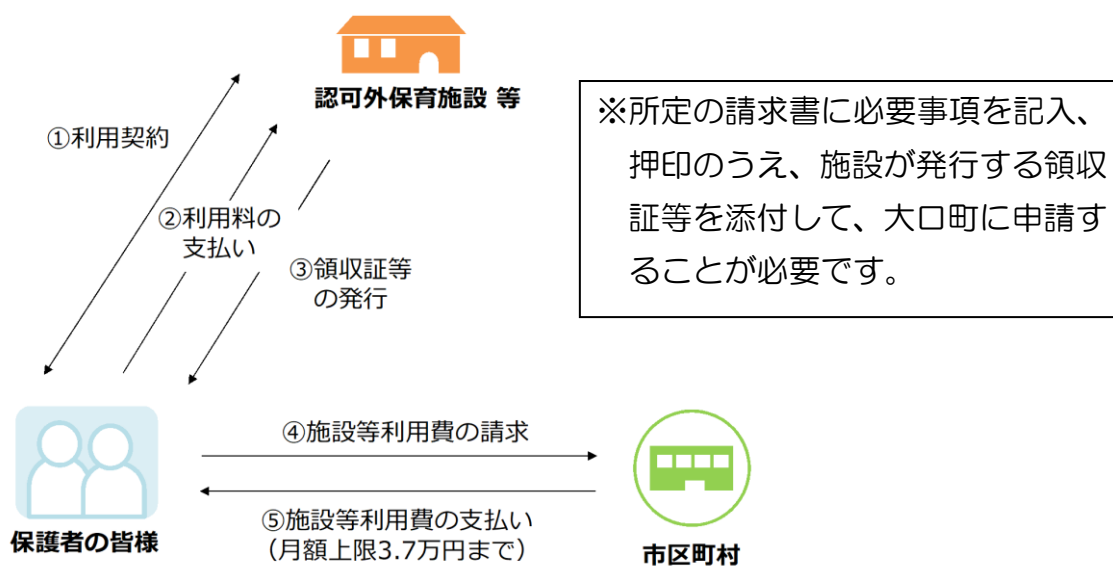 認可外保育施設 等
①利用契約
②利用料の
支払い
③領収証等
の発行
※所定の請求書に必要事項を記入、
押印のうえ、施設が発行する領収
証等を添付して、大口町に申請す
ることが必要です。
④施設等利用費の請求
⑤施設等利用費の支払い
(月額上限3.7万円まで)
保護者の皆様
市区町村